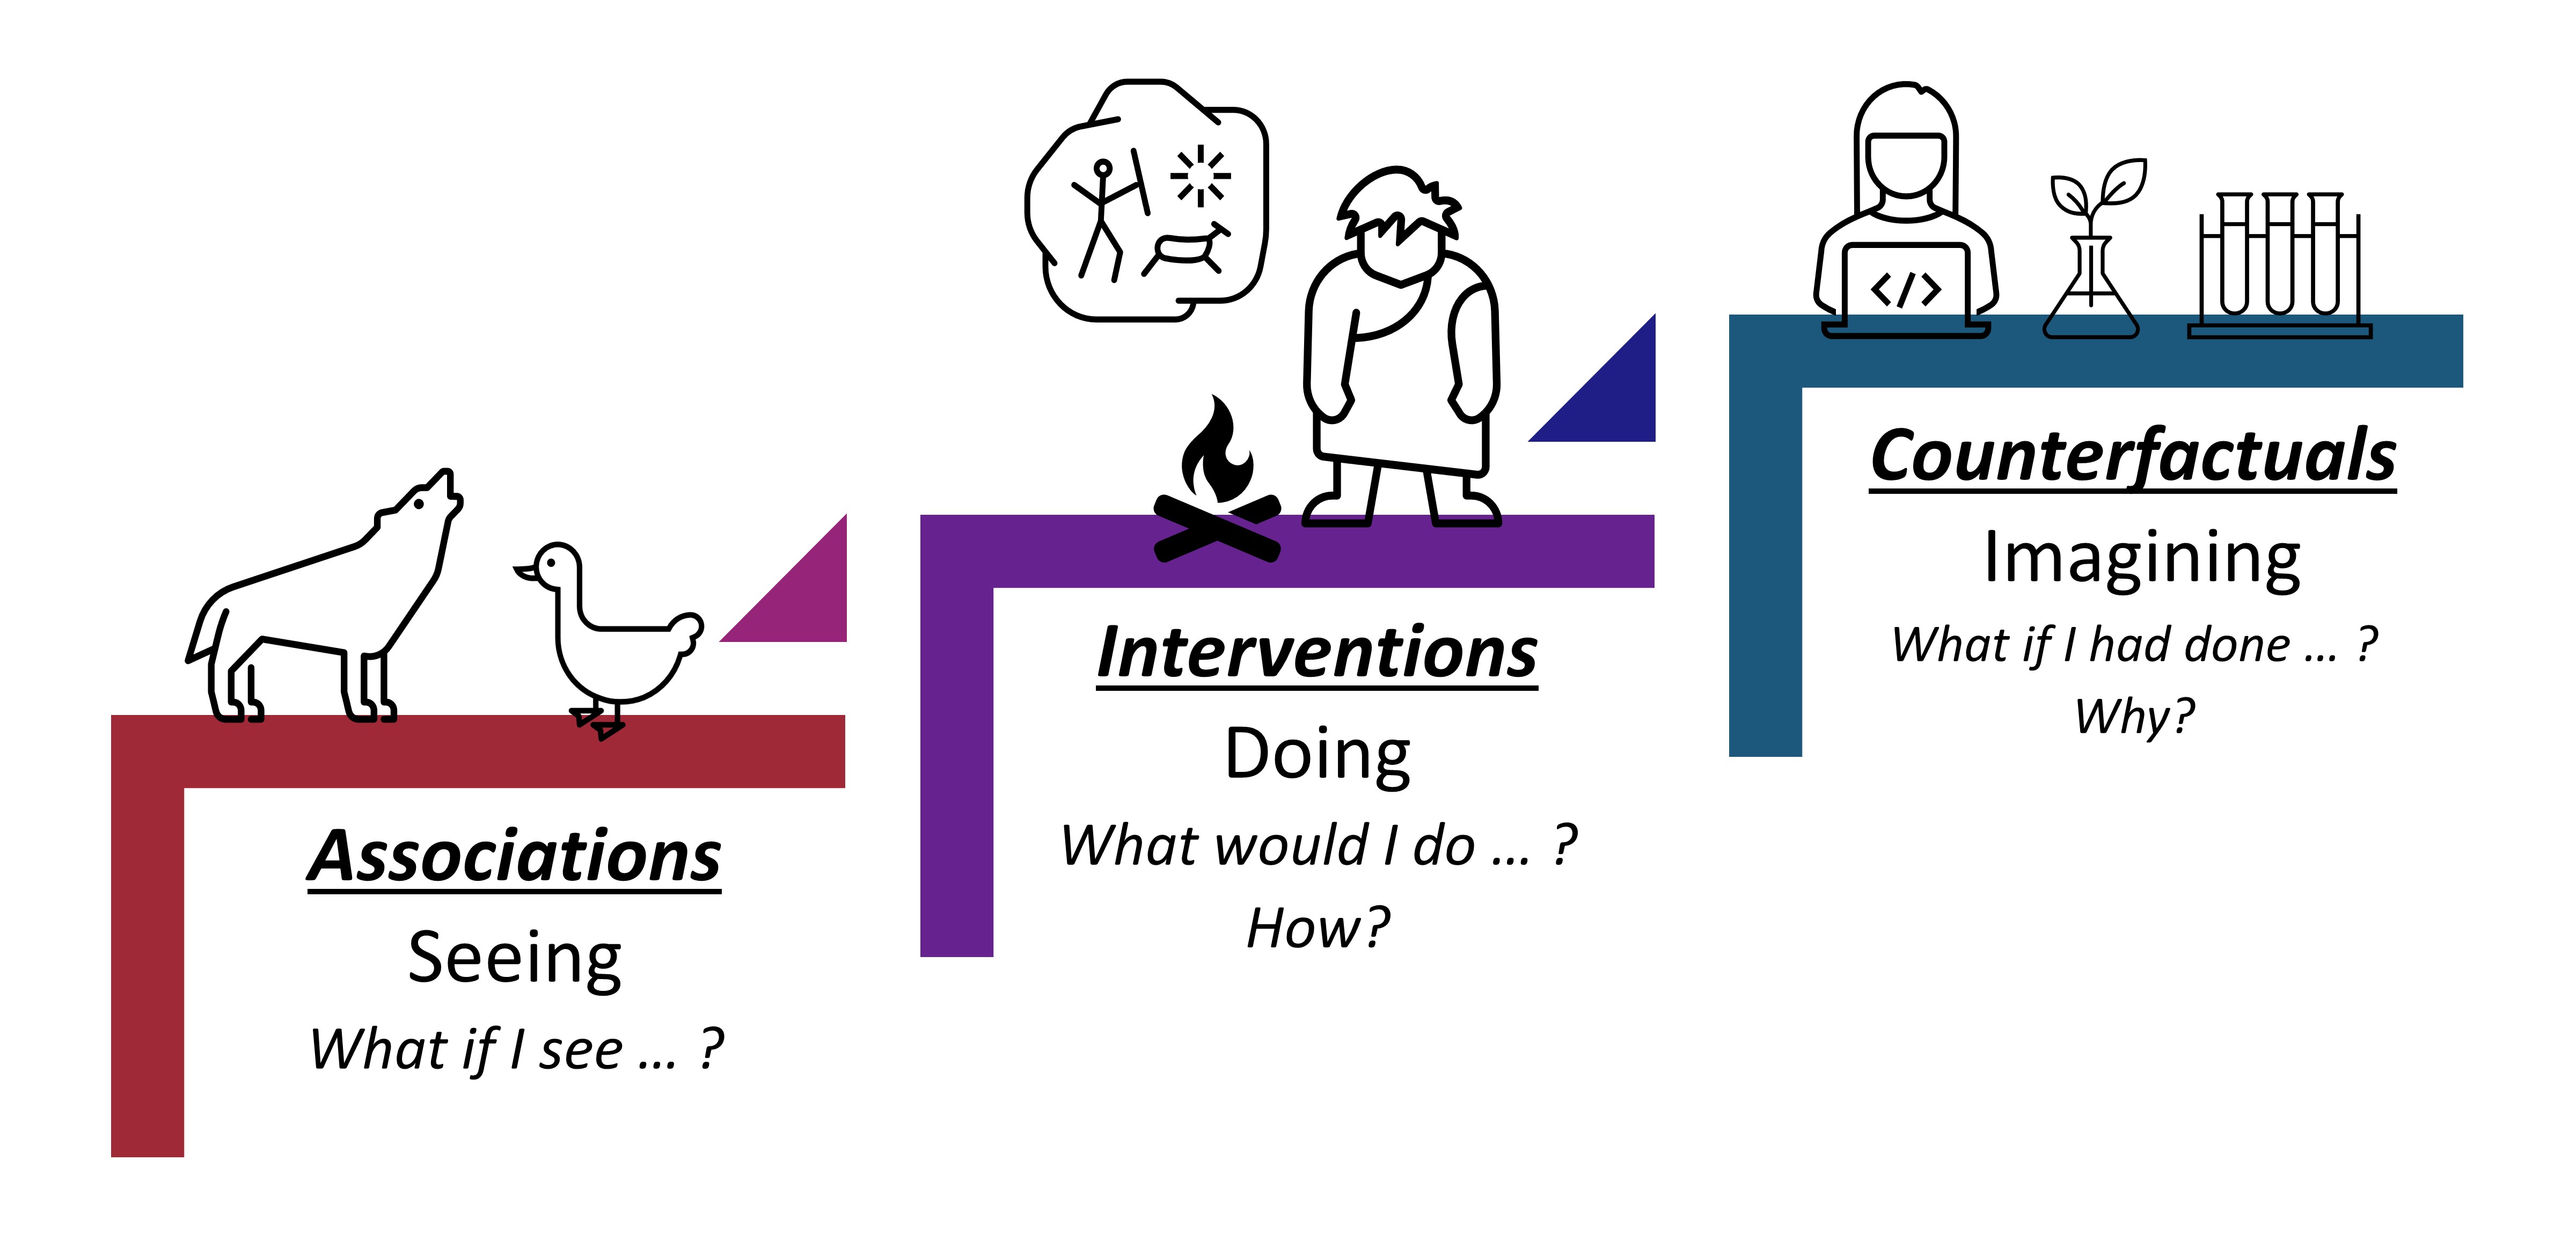 Associations
Seeing
What if I see ... ?
Interventions
Doing
What would I do ... ?
How?
</>
Counterfactuals
Imagining
What if I had done ... ?
Why?